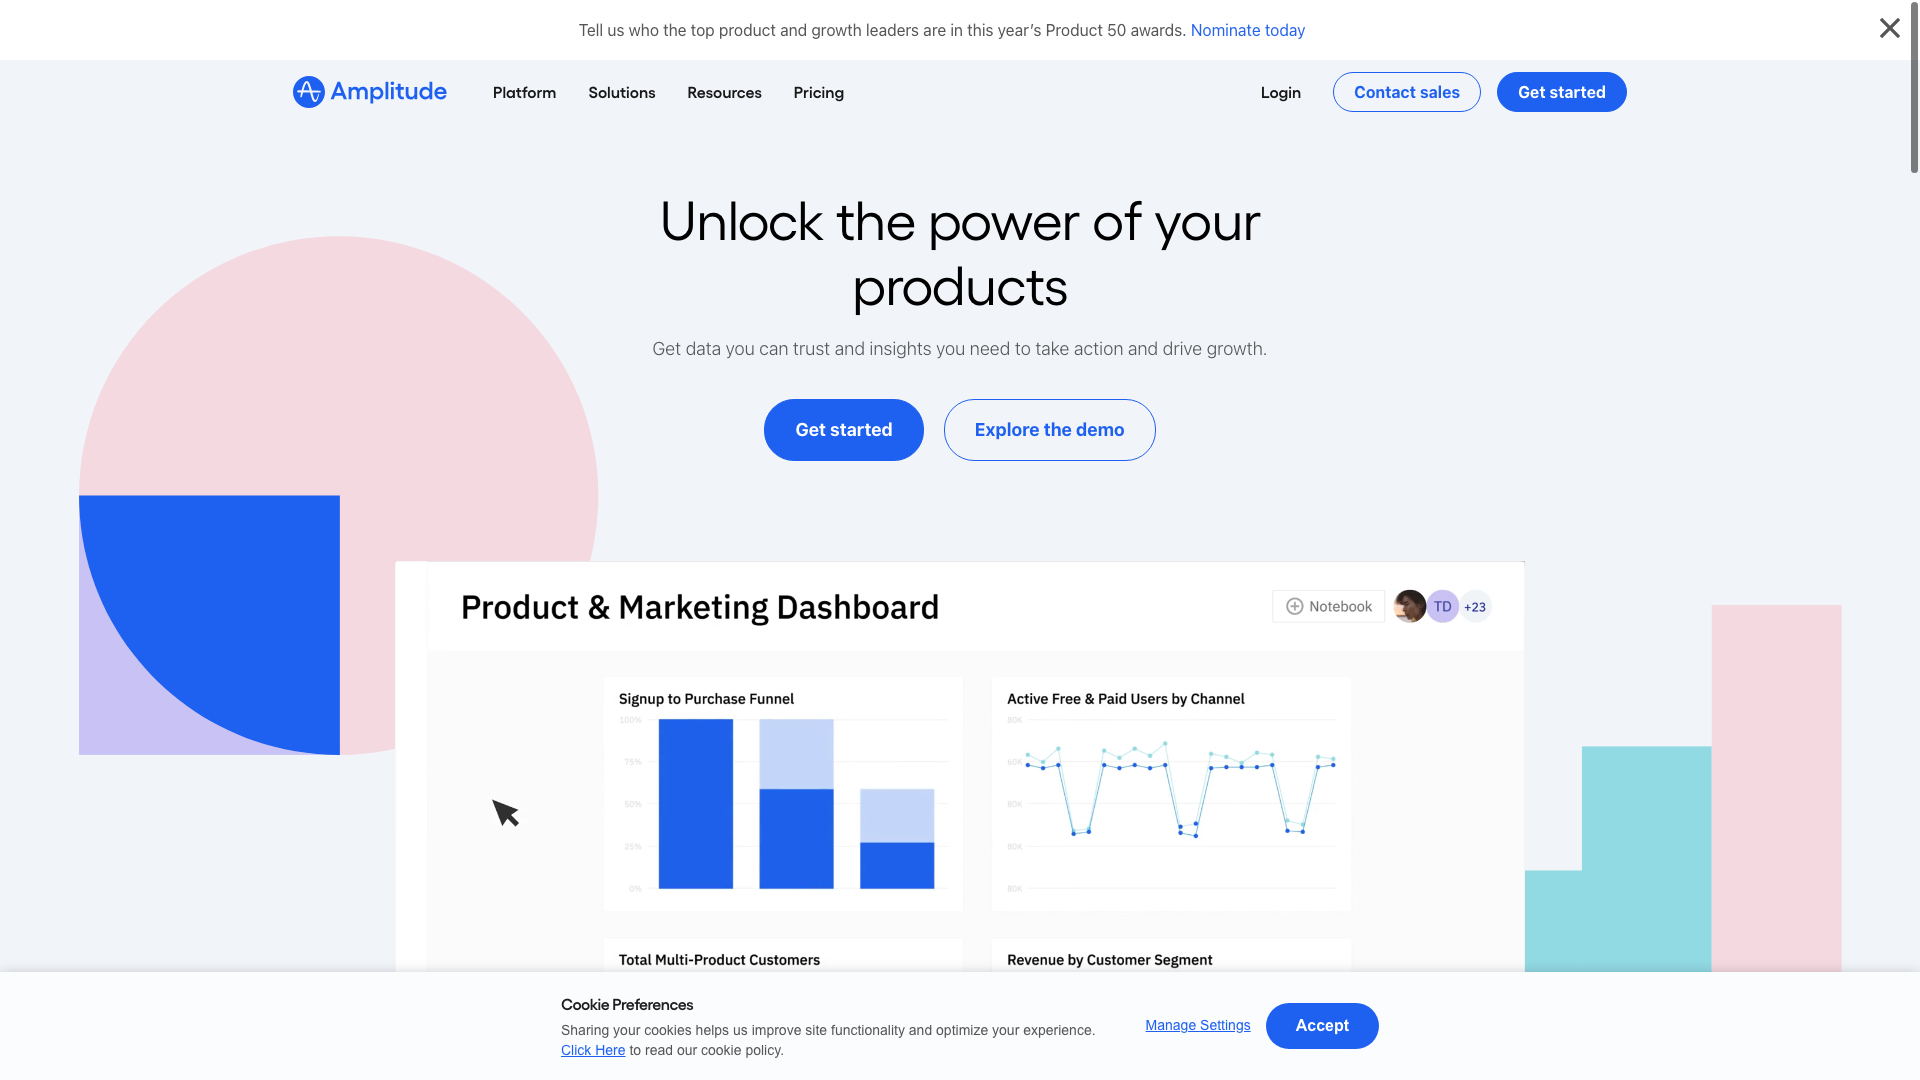 Tell us who the top product and growth leaders are in this year’s Product 50 awards. Nominate today
Amplitude
Platform
Solutions
Resources
Pricing
Login
Contact sales
Get started
Unlock the power of your
products
Get data you can trust and insights you need to take action and drive growth.
Get started
Explore the demo
Product & Marketing Dashboard
Notebook
TD
+23
Signup to Purchase Funnel
100%
75%
50%
25%
0%
Active Free & Paid Users by Channel
80K
60K
80K
80K
80K
Total Multi-Product Customers
Revenue by Customer Segment
Cookie Preferences
Sharing your cookies helps us improve site functionality and optimize your experience.
Click Here to read our cookie policy.
Manage Settings
Accept